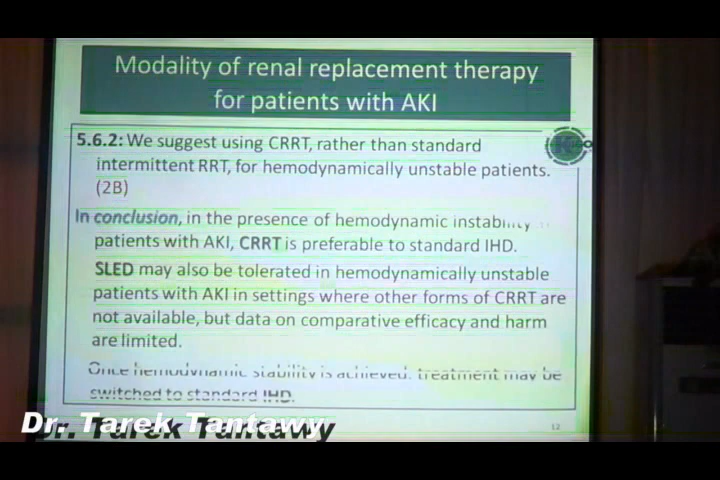 Modality of renal replacement therapy
for patients with AKI
5.6.2: We suggest using CRRT, rather than standard
intermittent RRT, for hemodynamically unstable patients.
(2B)
In conclusion, in the presence of hemodynamic instability
patients with AKI, CRRT is preferable to standard IHD.
SLED may also be tolerated in hemodynamically unstable
patients with AKI in settings where other forms of CRRT are
not available, but data on comparative efficacy and harm
are limited.
Once hemodynamic stability is achieved, treatment may be
switched to standard IHD.
Dr. Tarek Tantawy
12